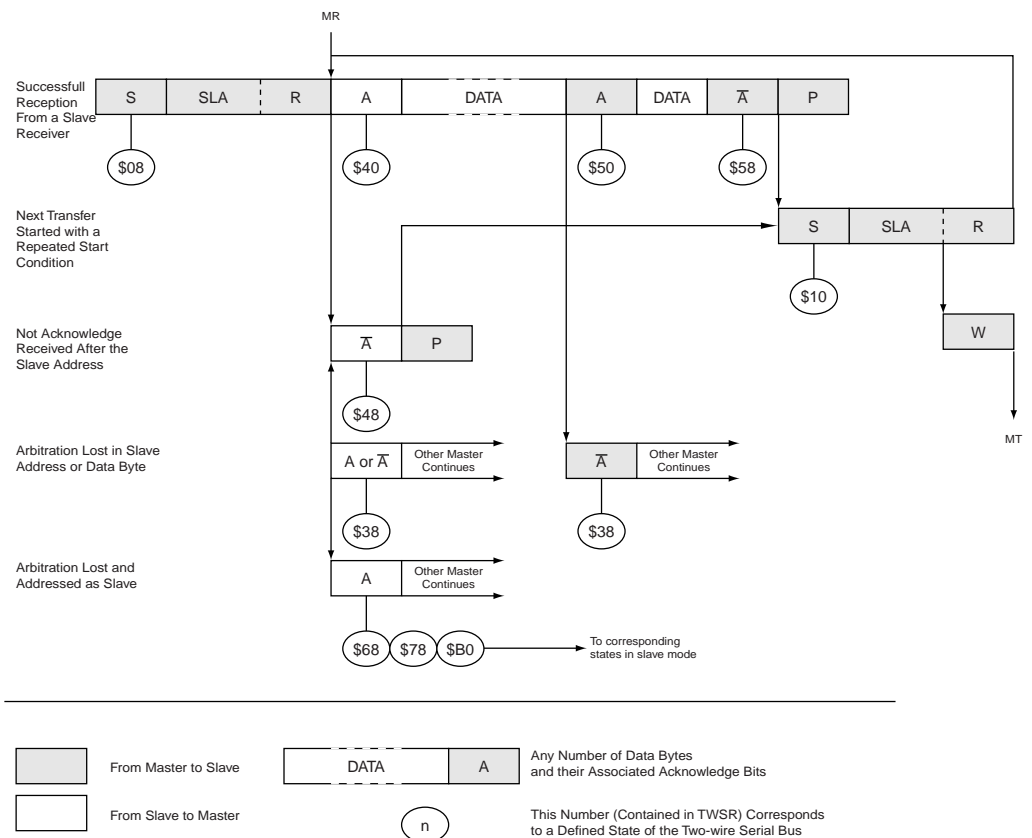 MR
Successfull
Reception
From a Slave
Receiver
S SLA R A DATA A DATA A̅ P
$08 $40 $50 $58
Next Transfer
Started with a
Repeated Start
Condition
S SLA R
$10
Not Acknowledge
Received After the
Slave Address
A̅ P
W
$48
MT
Arbitration Lost in Slave
Address or Data Byte
A or A̅
Other Master
Continues
A̅
Other Master
Continues
$38 $38
Arbitration Lost and
Addressed as Slave
A
Other Master
Continues
$68 $78 $B0
To corresponding
states in slave mode
From Master to Slave
DATA A
Any Number of Data Bytes
and their Associated Acknowledge Bits
From Slave to Master
n
This Number (Contained in TWSR) Corresponds
to a Defined State of the Two-wire Serial Bus